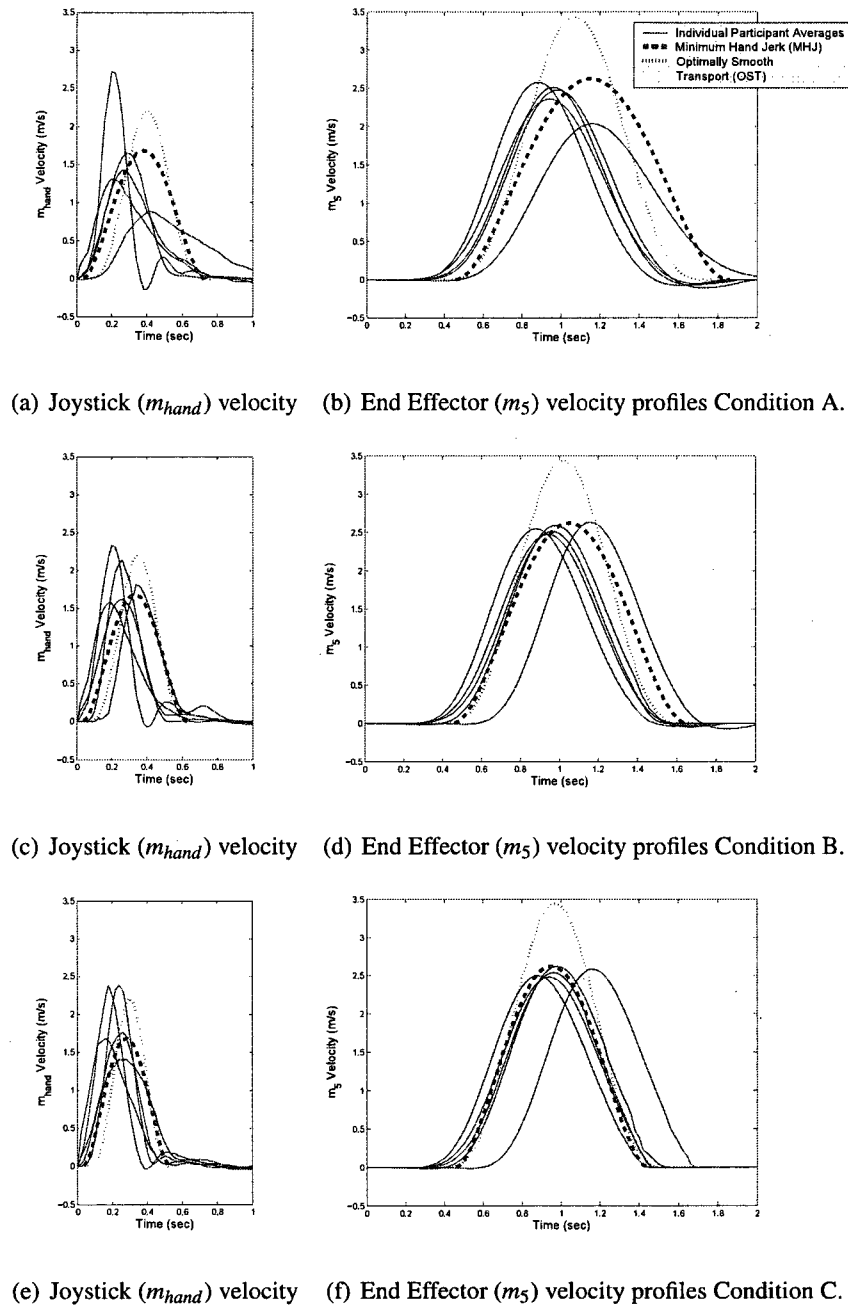 3.5
3
2.5
2
1.5
1
0.5
0
−0.5
m_hand Velocity (m/s)
0 0.2 0.4 0.6 0.8 1
Time (sec)
3.5
3
2.5
2
1.5
1
0.5
0
−0.5
m_5 Velocity (m/s)
0 0.2 0.4 0.6 0.8 1 1.2 1.4 1.6 1.8 2
Time (sec)
Individual Participant Averages
Minimum Hand Jerk (MHJ)
Optimally Smooth
Transport (OST)
(a) Joystick (m_hand) velocity (b) End Effector (m_5) velocity profiles Condition A.
3.5
3
2.5
2
1.5
1
0.5
0
−0.5
m_hand Velocity (m/s)
0 0.2 0.4 0.6 0.8 1
Time (sec)
3.5
3
2.5
2
1.5
1
0.5
0
−0.5
m_5 Velocity (m/s)
0 0.2 0.4 0.6 0.8 1 1.2 1.4 1.6 1.8 2
Time (sec)
(c) Joystick (m_hand) velocity (d) End Effector (m_5) velocity profiles Condition B.
3.5
3
2.5
2
1.5
1
0.5
0
−0.5
m_hand Velocity (m/s)
0 0.2 0.4 0.6 0.8 1
Time (sec)
3.5
3
2.5
2
1.5
1
0.5
0
−0.5
m_5 Velocity (m/s)
0 0.2 0.4 0.6 0.8 1 1.2 1.4 1.6 1.8 2
Time (sec)
(e) Joystick (m_hand) velocity (f) End Effector (m_5) velocity profiles Condition C.